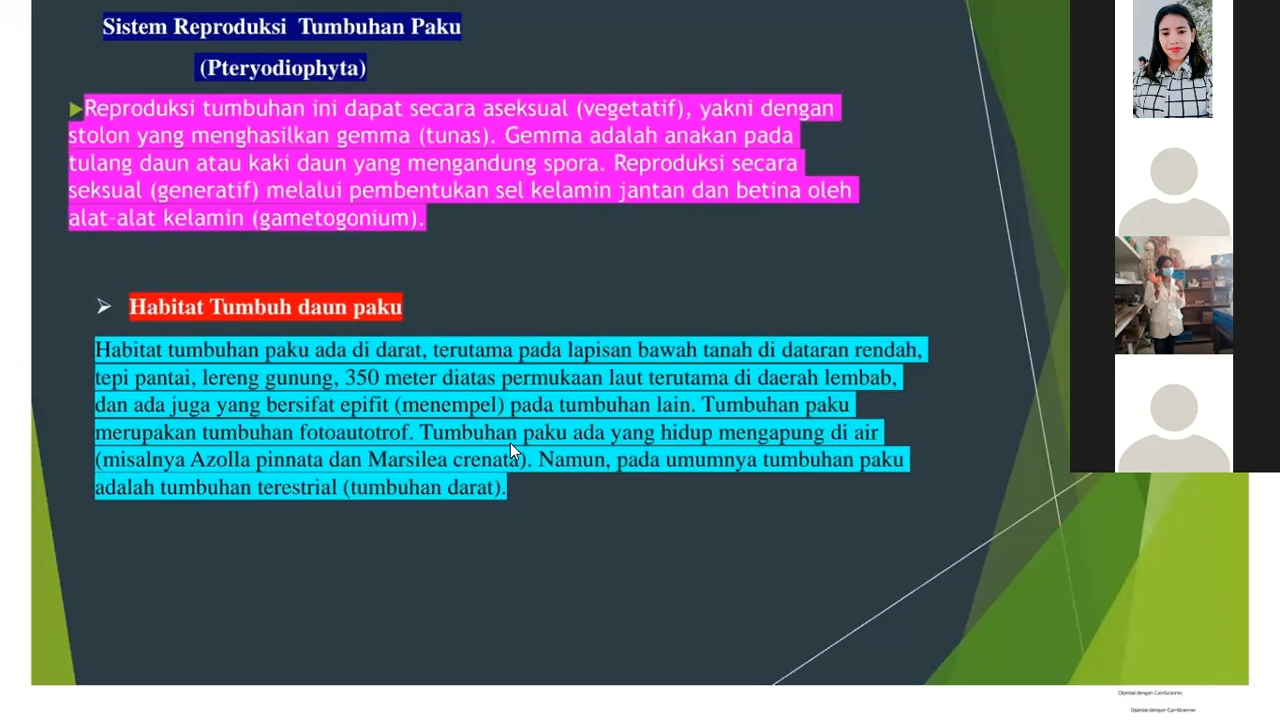 Sistem Reproduksi Tumbuhan Paku
(Pteryodiophyta)
Reproduksi tumbuhan ini dapat secara aseksual (vegetatif), yakni dengan
stolon yang menghasilkan gemma (tunas). Gemma adalah anakan pada
tulang daun atau kaki daun yang mengandung spora. Reproduksi secara
seksual (generatif) melalui pembentukan sel kelamin jantan dan betina oleh
alat-alat kelamin (gametogonium).
Habitat Tumbuh daun paku
Habitat tumbuhan paku ada di darat, terutama pada lapisan bawah tanah di dataran rendah,
tepi pantai, lereng gunung, 350 meter diatas permukaan laut terutama di daerah lembab,
dan ada juga yang bersifat epifit (menempel) pada tumbuhan lain. Tumbuhan paku
merupakan tumbuhan fotoautotrof. Tumbuhan paku ada yang hidup mengapung di air
(misalnya Azolla pinnata dan Marsilea crenata). Namun, pada umumnya tumbuhan paku
adalah tumbuhan terestrial (tumbuhan darat).
Dipindai dengan CamScanner
Dipindai dengan CamScanner